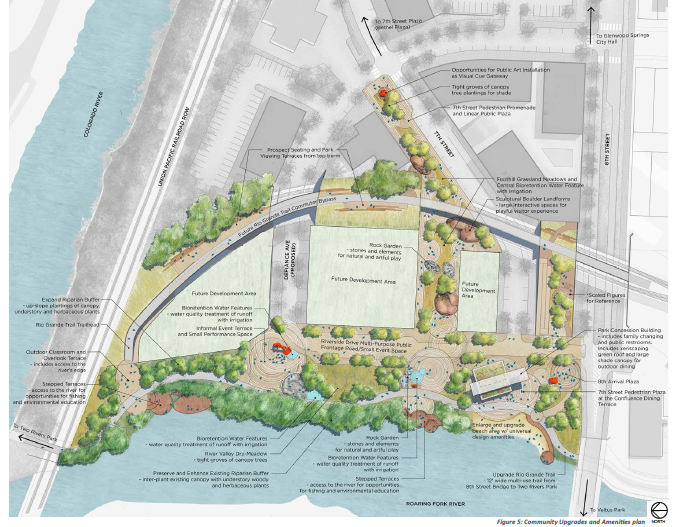 To 7th Street Plaza
(Bethel Plaza)
To Glenwood Springs
City Hall
Opportunities for Public Art Installation
as Visual Cue Gateway
Tight groves of canopy
tree plantings for shade
7th Street Pedestrian Promenade
and Linear Public Plaza
COLORADO RIVER
UNION PACIFIC RAILROAD ROW
7TH STREET
8TH STREET
Prospect Seating and Park
Viewing Terraces from
Foothill Grassland Meadows and
Central Bioretention Water Feature
with irrigation
Sculptural Boulder Landforms
- large interactive spaces for
playful visitor experience
Future Rio Grande Trail Commuter Bypass
DEFIANCE AVE
(PROPOSED)
Rock Garden
- stones and elements
for natural and artful play
Future Development Area
Future
Development
Area
Future Development Area
Scaled Figures
for Reference
Expand Riparian Buffer
- up-slope plantings of canopy
understory and herbaceous plants
Bioretention Water Features
- water quality treatment of runoff
with irrigation
Rio Grande Trail Trailhead
Informal Event Terrace
and Small Performance Space
Riverside Drive Multi-Purpose Public
Frontage Road/Small Event Space
Park Concession Building
- includes family changing
and public restrooms.
Includes xeriscaping
green roof and large
shade canopy for
outdoor dining
Outdoor Classroom and
Overlook Terrace
- includes access to the
river's edge
8th Arrival Plaza
Stepped Terraces
- access to the river for
opportunities for fishing
and environmental education
7th Street Pedestrian Plaza
at the Confluence Dining
Terrace
To Two Rivers Park
Enlarge and upgrade
beach area w/ universal
design amenities
Bioretention Water Features
- water quality treatment of runoff with irrigation
Rock Garden
- stones and elements
for natural and artful play
River Valley Dry-Meadow
- tight groves of canopy trees
Bioretention Water Features
- water quality treatment of runoff
with irrigation
Preserve and Enhance Existing Riparian Buffer
- inter-plant existing canopy with understory woody
and herbaceous plants
Stepped Terraces
- access to the river for opportunities
for fishing and environmental education
Upgrade Rio Grande Trail
- 12' wide multi-use trail from
8th Street Bridge to Two Rivers Park
ROARING FORK RIVER
To Veltus Park
NORTH
Figure 5: Community Upgrades and Amenities plan